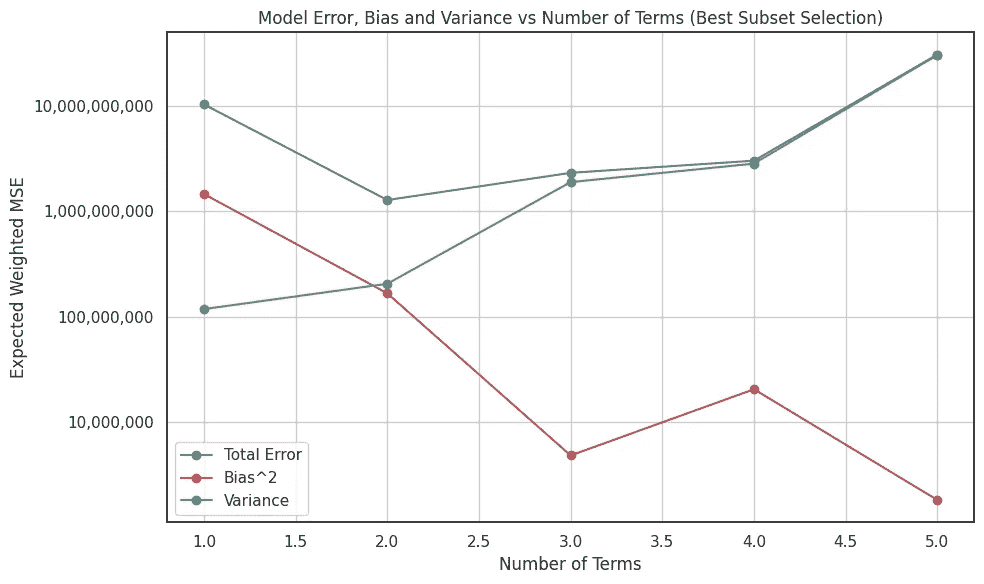 Model Error, Bias and Variance vs Number of Terms (Best Subset Selection)
Expected Weighted MSE
10,000,000,000
1,000,000,000
100,000,000
10,000,000
Total Error
Bias^2
Variance
1.0 1.5 2.0 2.5 3.0 3.5 4.0 4.5 5.0
Number of Terms